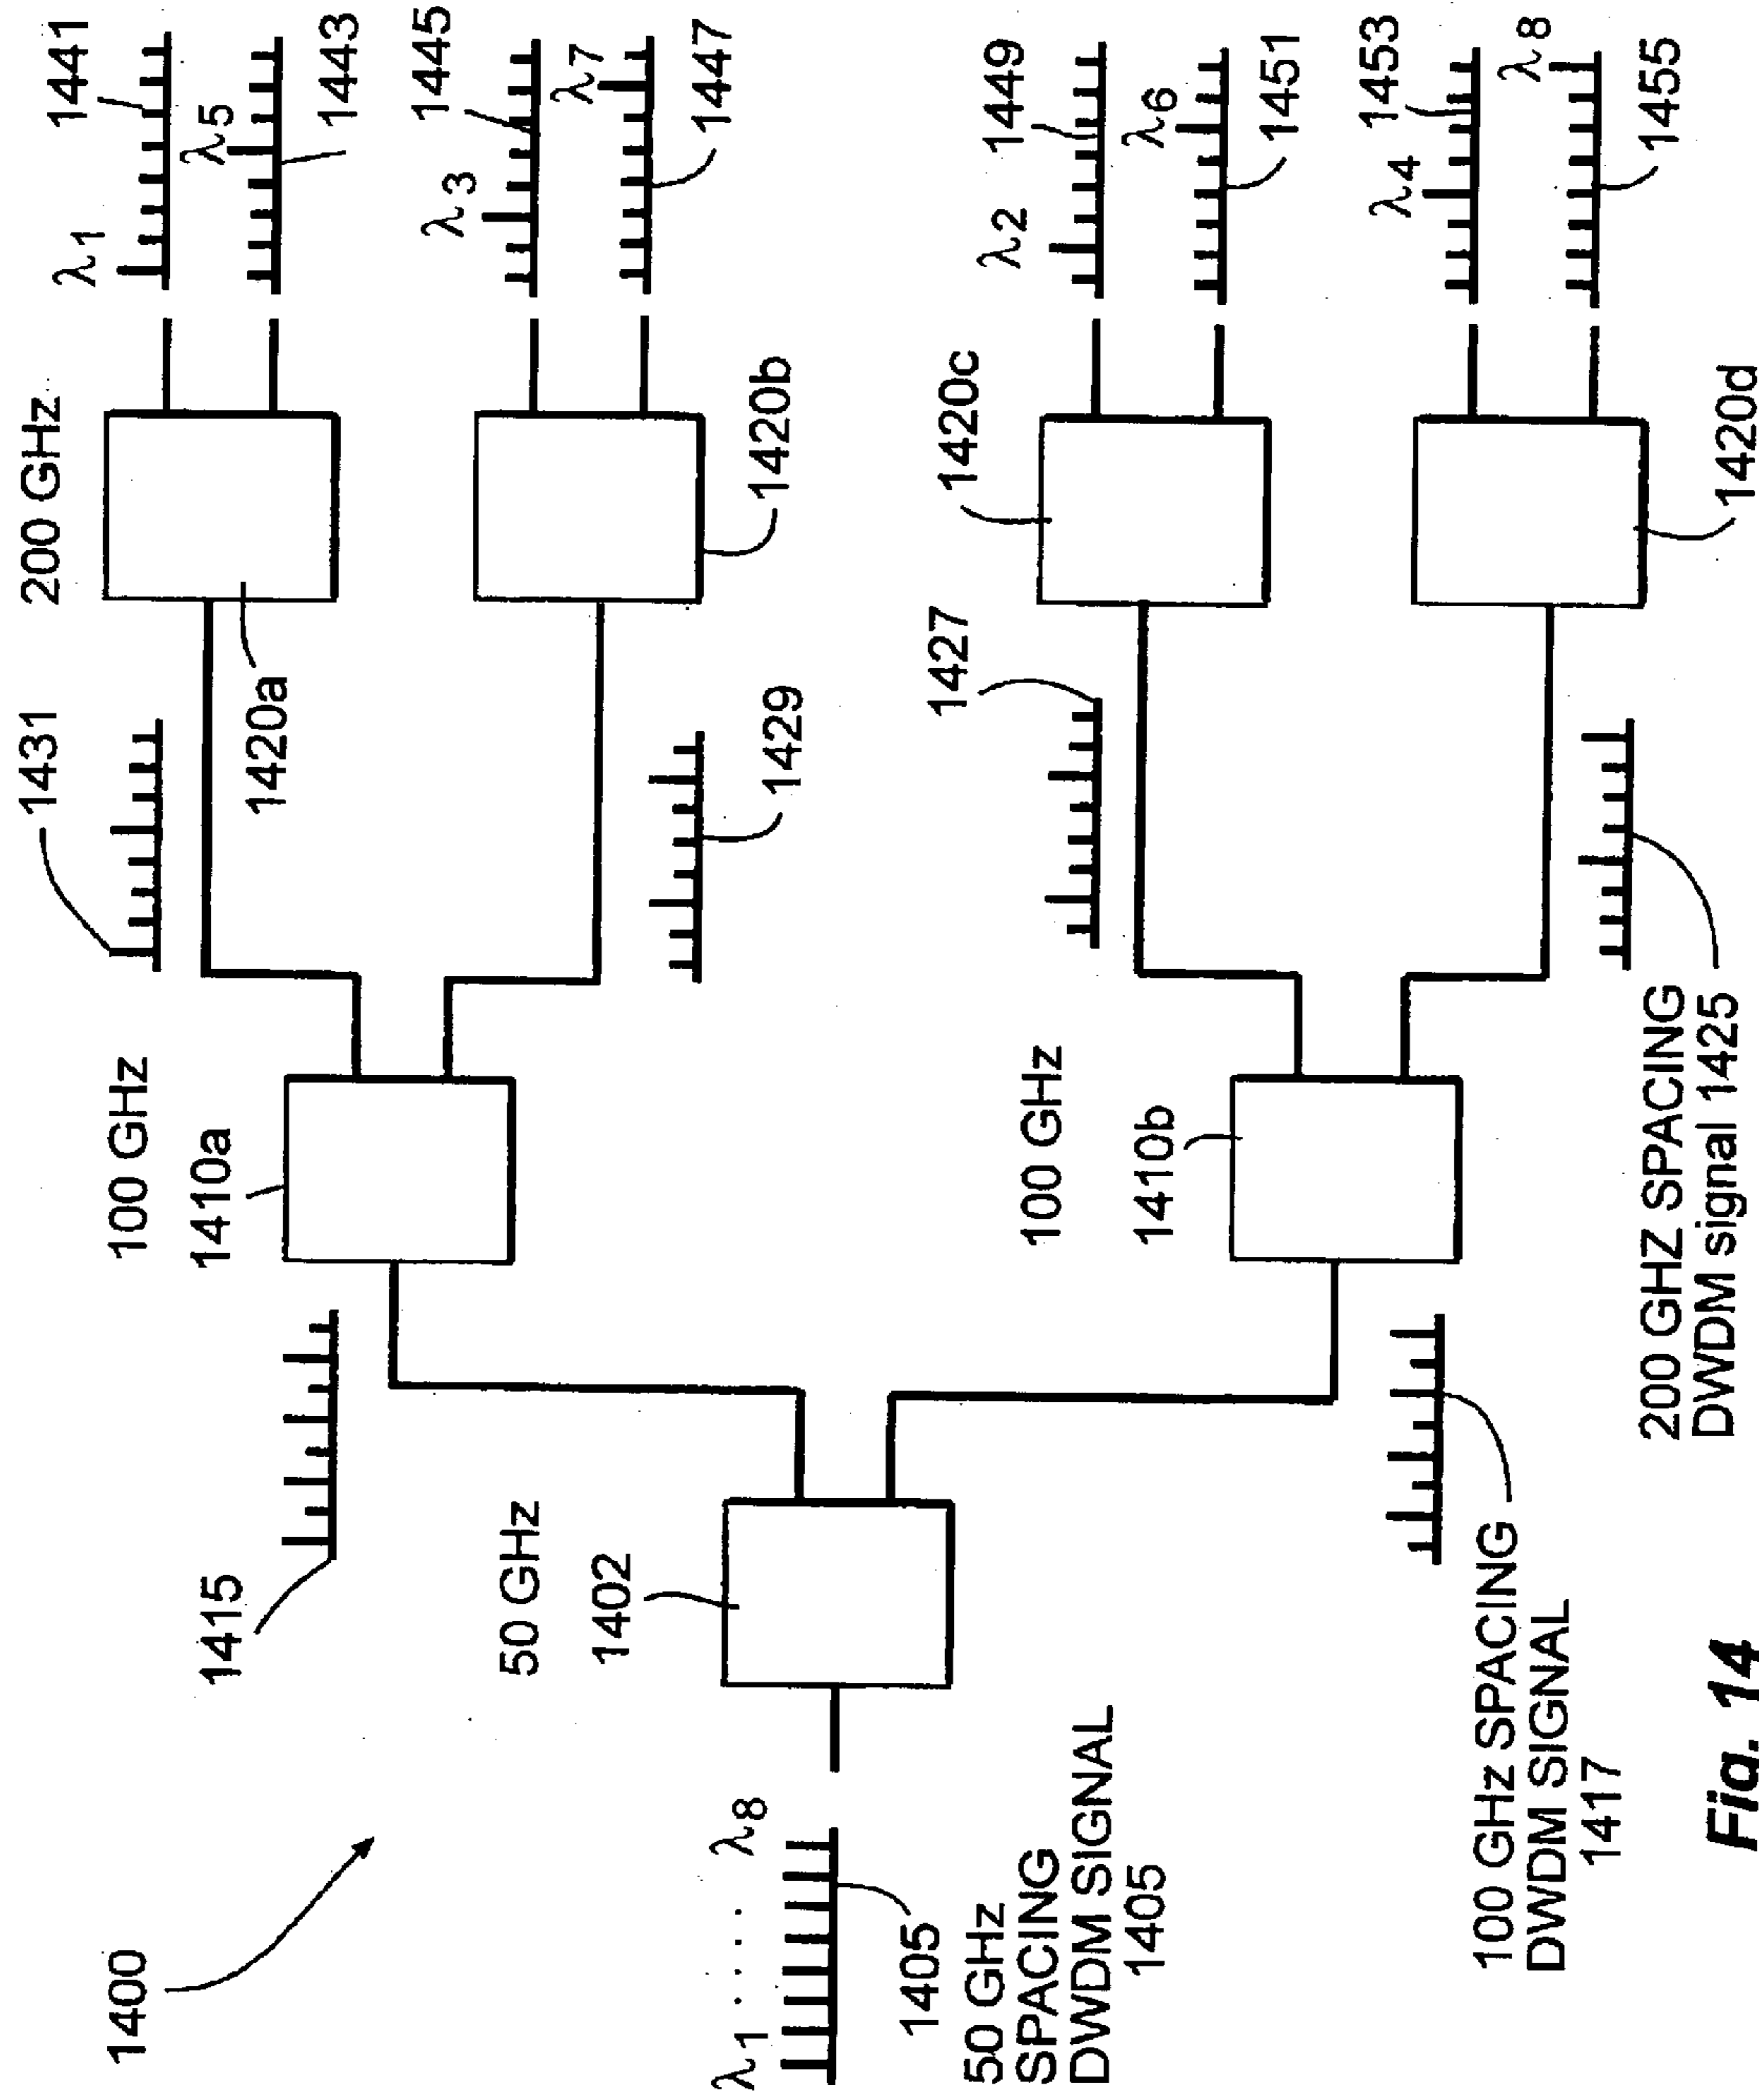 1400
λ1 ..... λ8
1405
50 GHz
SPACING
DWDM SIGNAL
1405
50 GHz
1402
1415
100 GHz SPACING
DWDM SIGNAL
1417
100 GHz
1410a
100 GHz
1410b
1431
1429
1427
200 GHZ SPACING
DWDM signal 1425
200 GHz
1420a
1420b
1420c
1420d
λ1
1441
λ5
1443
λ3
1445
λ7
1447
λ2
1449
λ6
1451
λ4
1453
λ8
1455
Fig. 14